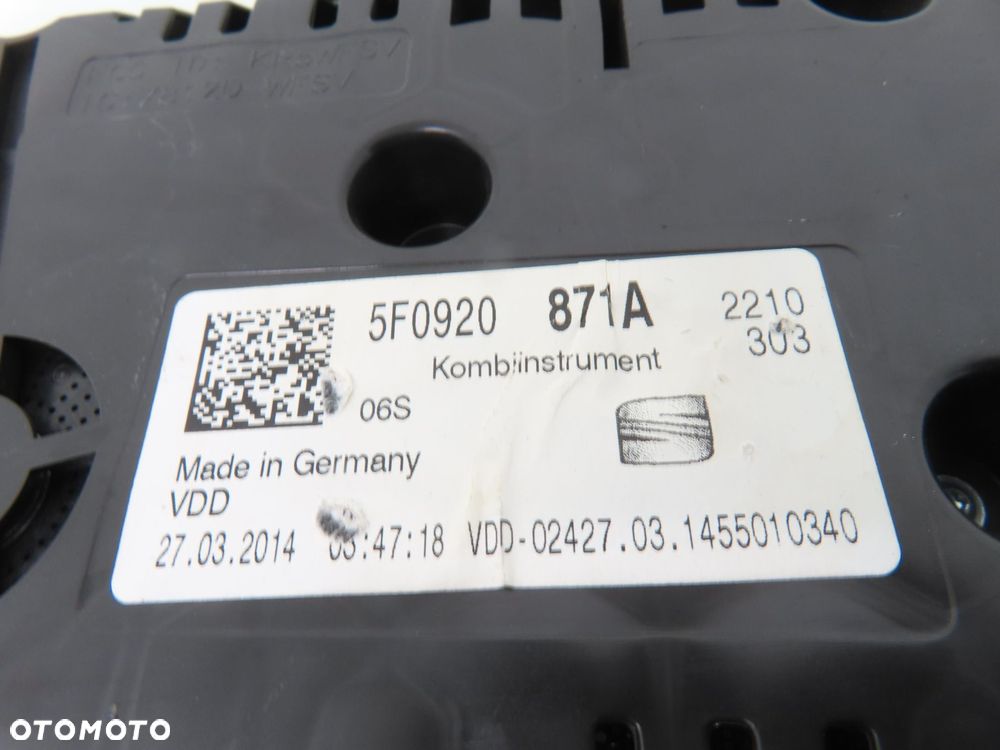 5F0920 871A 2210
303
Kombiinstrument
06S
Made in Germany
VDD
27.03.2014 03:47:18 VDD-02427.03.1455010340
OTOMOTO